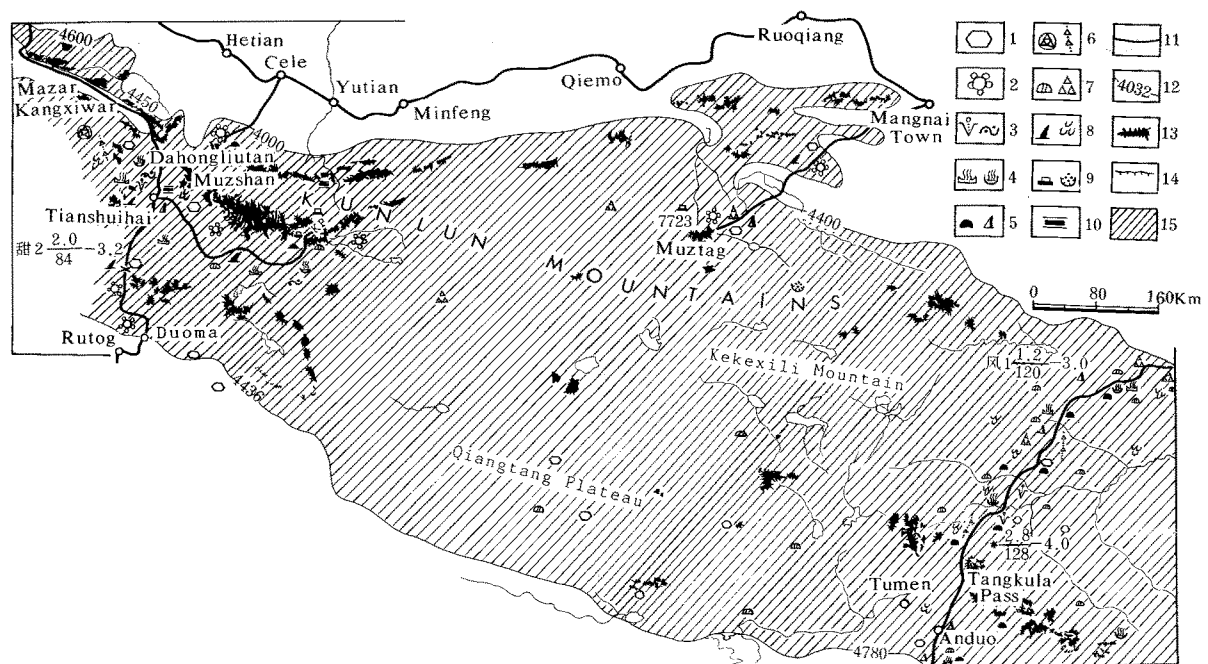 Ruoqiang
Hetian
Cele
Qiemo
Yutian
Minfeng
Mangnai
Town
4600
Mazar
Kangxiwar
4450
4000
Dahongliutan
Muzshan
Tianshuihai
甜2 2.0/84 -3.2
KUNLUN
MOUNTAINS
7723
Muztag
4400
Rutog
Duoma
4436
Kekexili Mountain
风1 1.2/120 -3.0
Qiangtang Plateau
2.8/128 -4.0
Tumen
Tangkula
Pass
Anduo
4780
1
2
3
4
5
6
7
8
9
10
11
4032
12
13
14
15
0 80 160Km